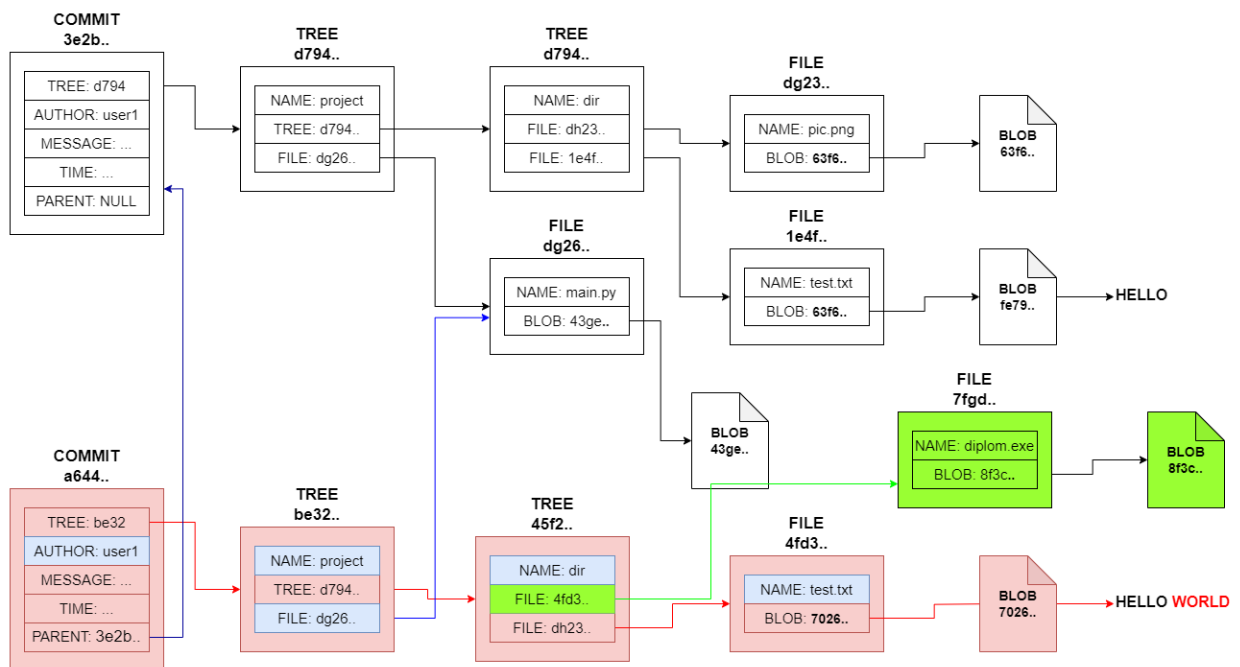 COMMIT
3e2b..
TREE: d794
AUTHOR: user1
MESSAGE: ...
TIME: ...
PARENT: NULL
TREE
d794..
NAME: project
TREE: d794..
FILE: dg26..
TREE
d794..
NAME: dir
FILE: dh23..
FILE: 1e4f..
FILE
dg23..
NAME: pic.png
BLOB: 63f6..
BLOB
63f6..
FILE
dg26..
NAME: main.py
BLOB: 43ge..
FILE
1e4f..
NAME: test.txt
BLOB: 63f6..
BLOB
fe79..
HELLO
BLOB
43ge..
FILE
7fgd..
NAME: diplom.exe
BLOB: 8f3c..
BLOB
8f3c..
COMMIT
a644..
TREE: be32
AUTHOR: user1
MESSAGE: ...
TIME: ...
PARENT: 3e2b..
TREE
be32..
NAME: project
TREE: d794..
FILE: dg26..
TREE
45f2..
NAME: dir
FILE: 4fd3..
FILE: dh23..
FILE
4fd3..
NAME: test.txt
BLOB: 7026..
BLOB
7026..
HELLO WORLD